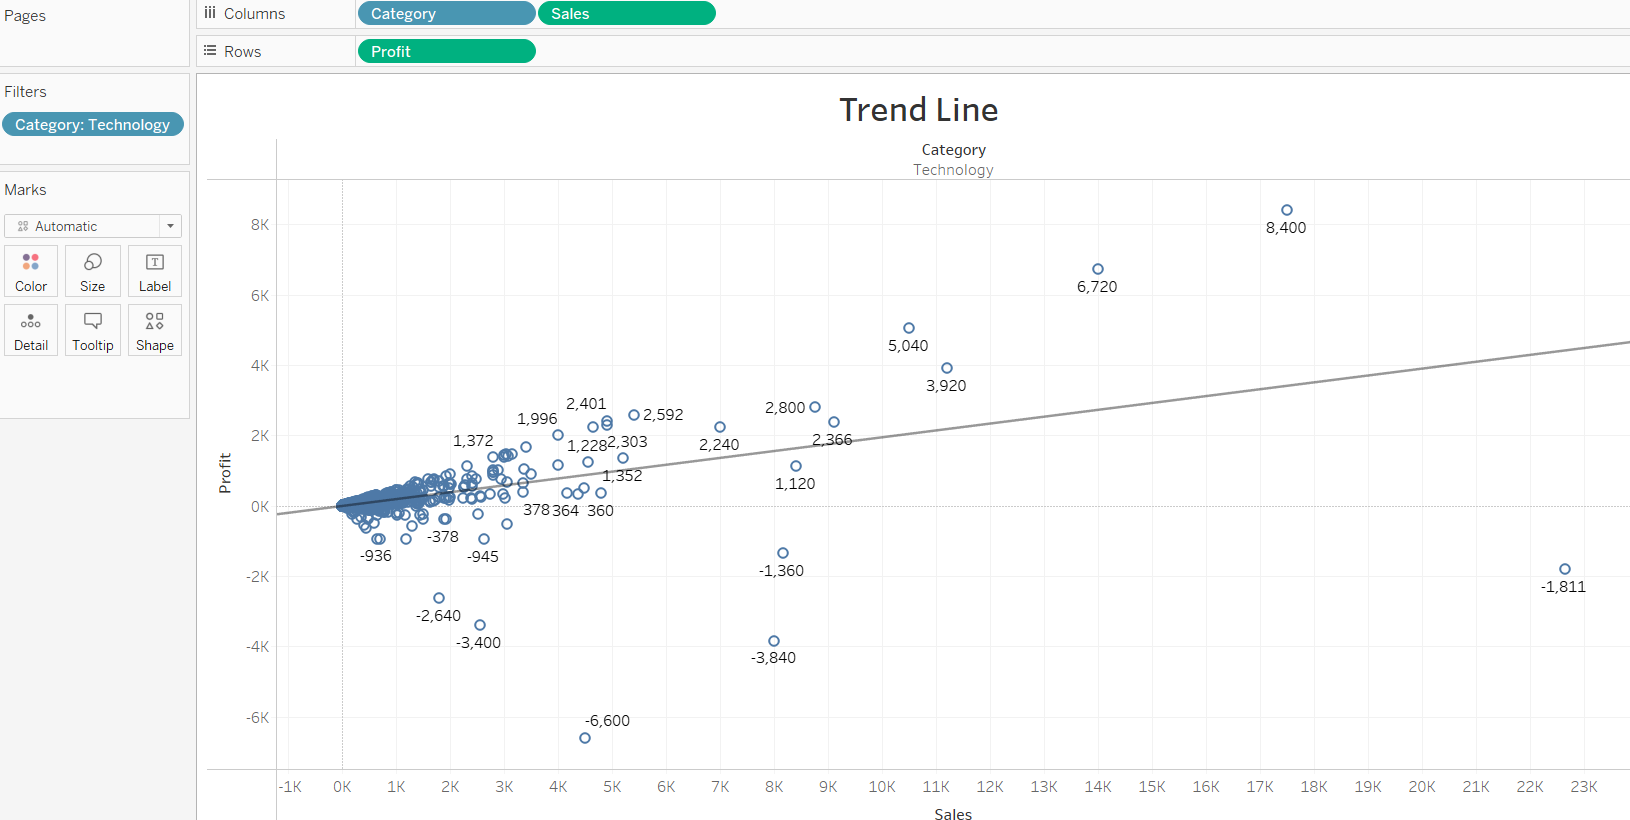 Pages
Columns Category Sales
Rows Profit
Filters
Category: Technology
Marks
Automatic
Color Size Label
Detail Tooltip Shape
Trend Line
Category
Technology
8K
6K
4K
2K
0K
-2K
-4K
-6K
Profit
8,400
6,720
5,040
3,920
2,401
2,592
2,800
1,996
2,366
1,372
1,228
2,303
2,240
1,352
1,120
378
364
360
-378
-936
-945
-1,360
-1,811
-2,640
-3,400
-3,840
-6,600
-1K 0K 1K 2K 3K 4K 5K 6K 7K 8K 9K 10K 11K 12K 13K 14K 15K 16K 17K 18K 19K 20K 21K 22K 23K
Sales